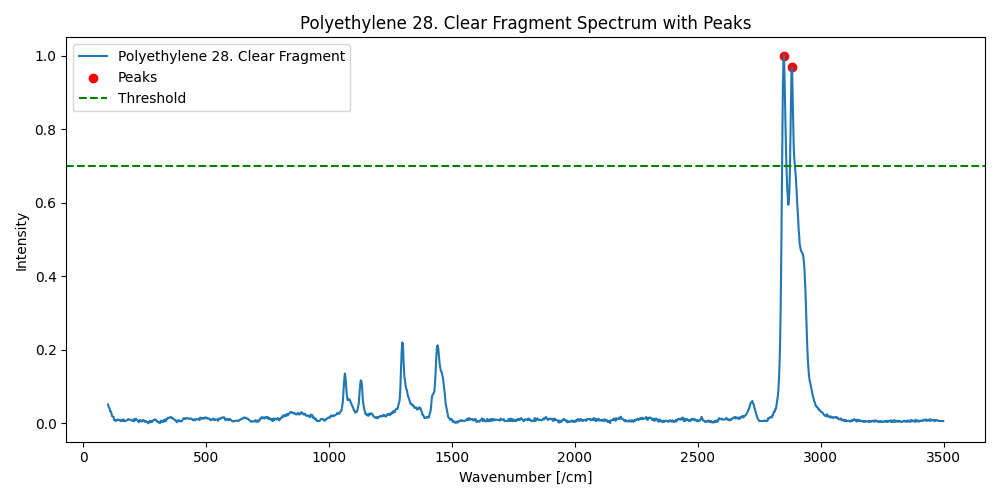 Polyethylene 28. Clear Fragment Spectrum with Peaks
Polyethylene 28. Clear Fragment
Peaks
Threshold
Intensity
1.0
0.8
0.6
0.4
0.2
0.0
0 500 1000 1500 2000 2500 3000 3500
Wavenumber [/cm]